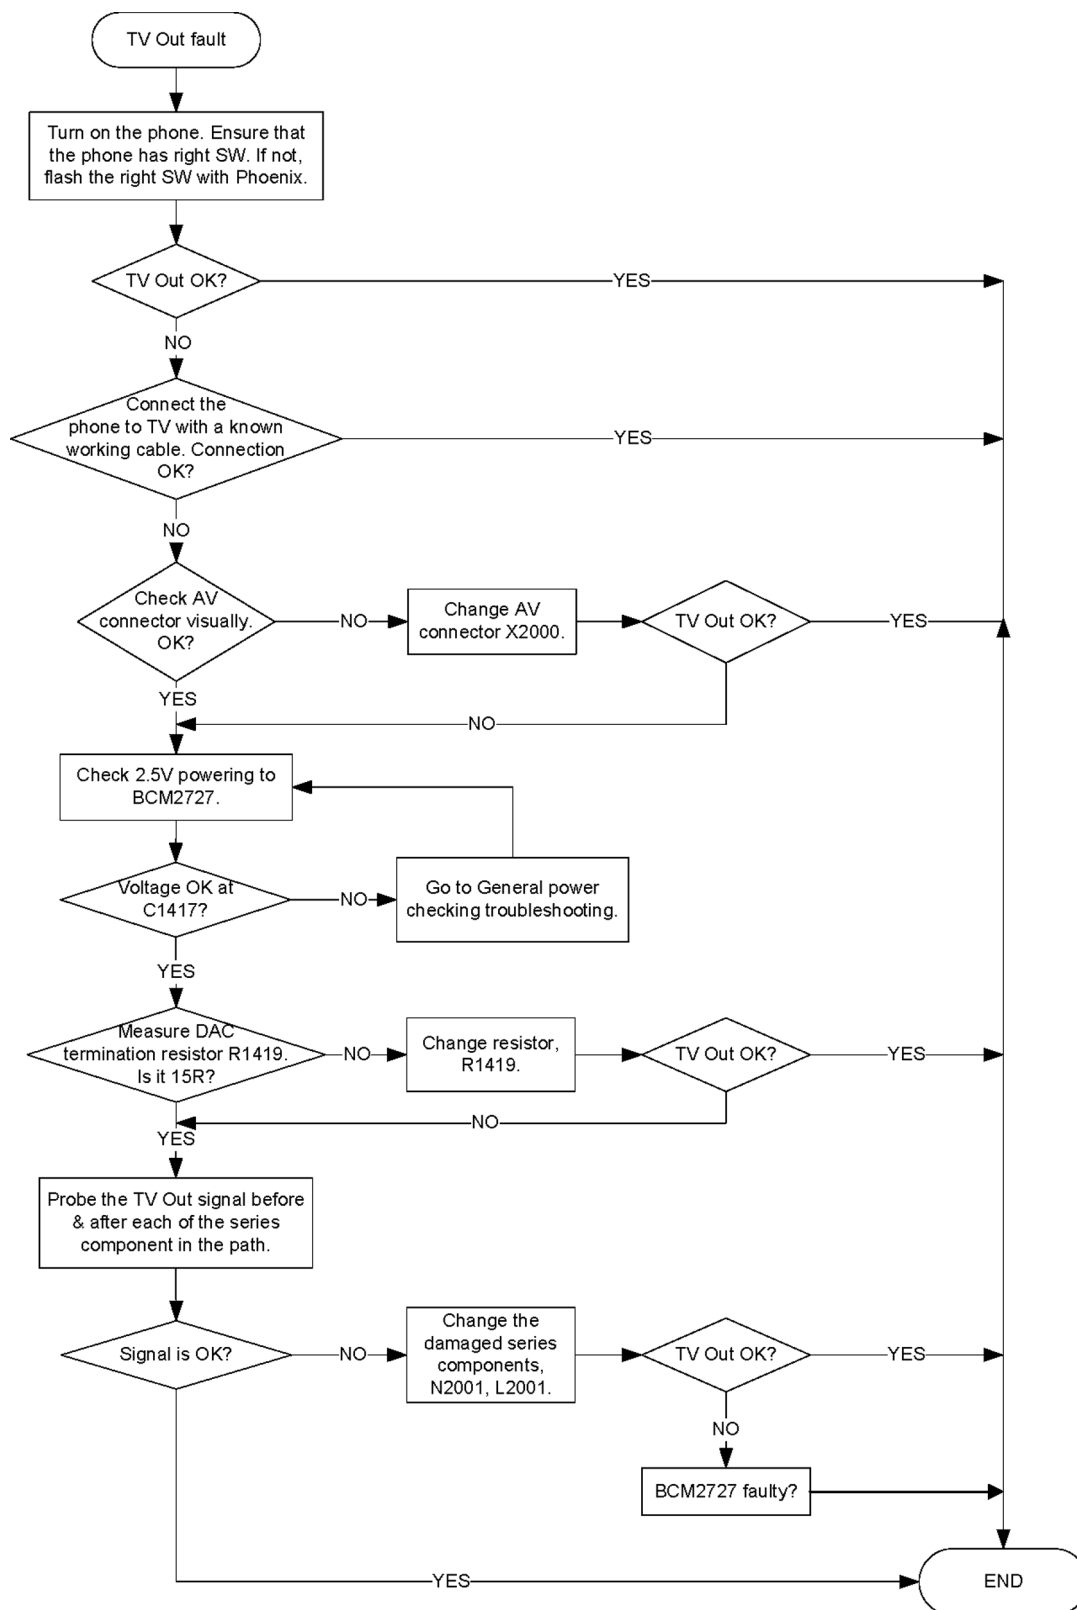 TV Out fault
Turn on the phone. Ensure that
the phone has right SW. If not,
flash the right SW with Phoenix.
TV Out OK?
YES
NO
Connect the
phone to TV with a known
working cable. Connection
OK?
YES
NO
Check AV
connector visually.
OK?
NO
Change AV
connector X2000.
TV Out OK?
YES
YES
NO
Check 2.5V powering to
BCM2727.
Voltage OK at
C1417?
NO
Go to General power
checking troubleshooting.
YES
Measure DAC
termination resistor R1419.
Is it 15R?
NO
Change resistor,
R1419.
TV Out OK?
YES
NO
YES
Probe the TV Out signal before
& after each of the series
component in the path.
Signal is OK?
NO
Change the
damaged series
components,
N2001, L2001.
TV Out OK?
YES
NO
BCM2727 faulty?
YES
END